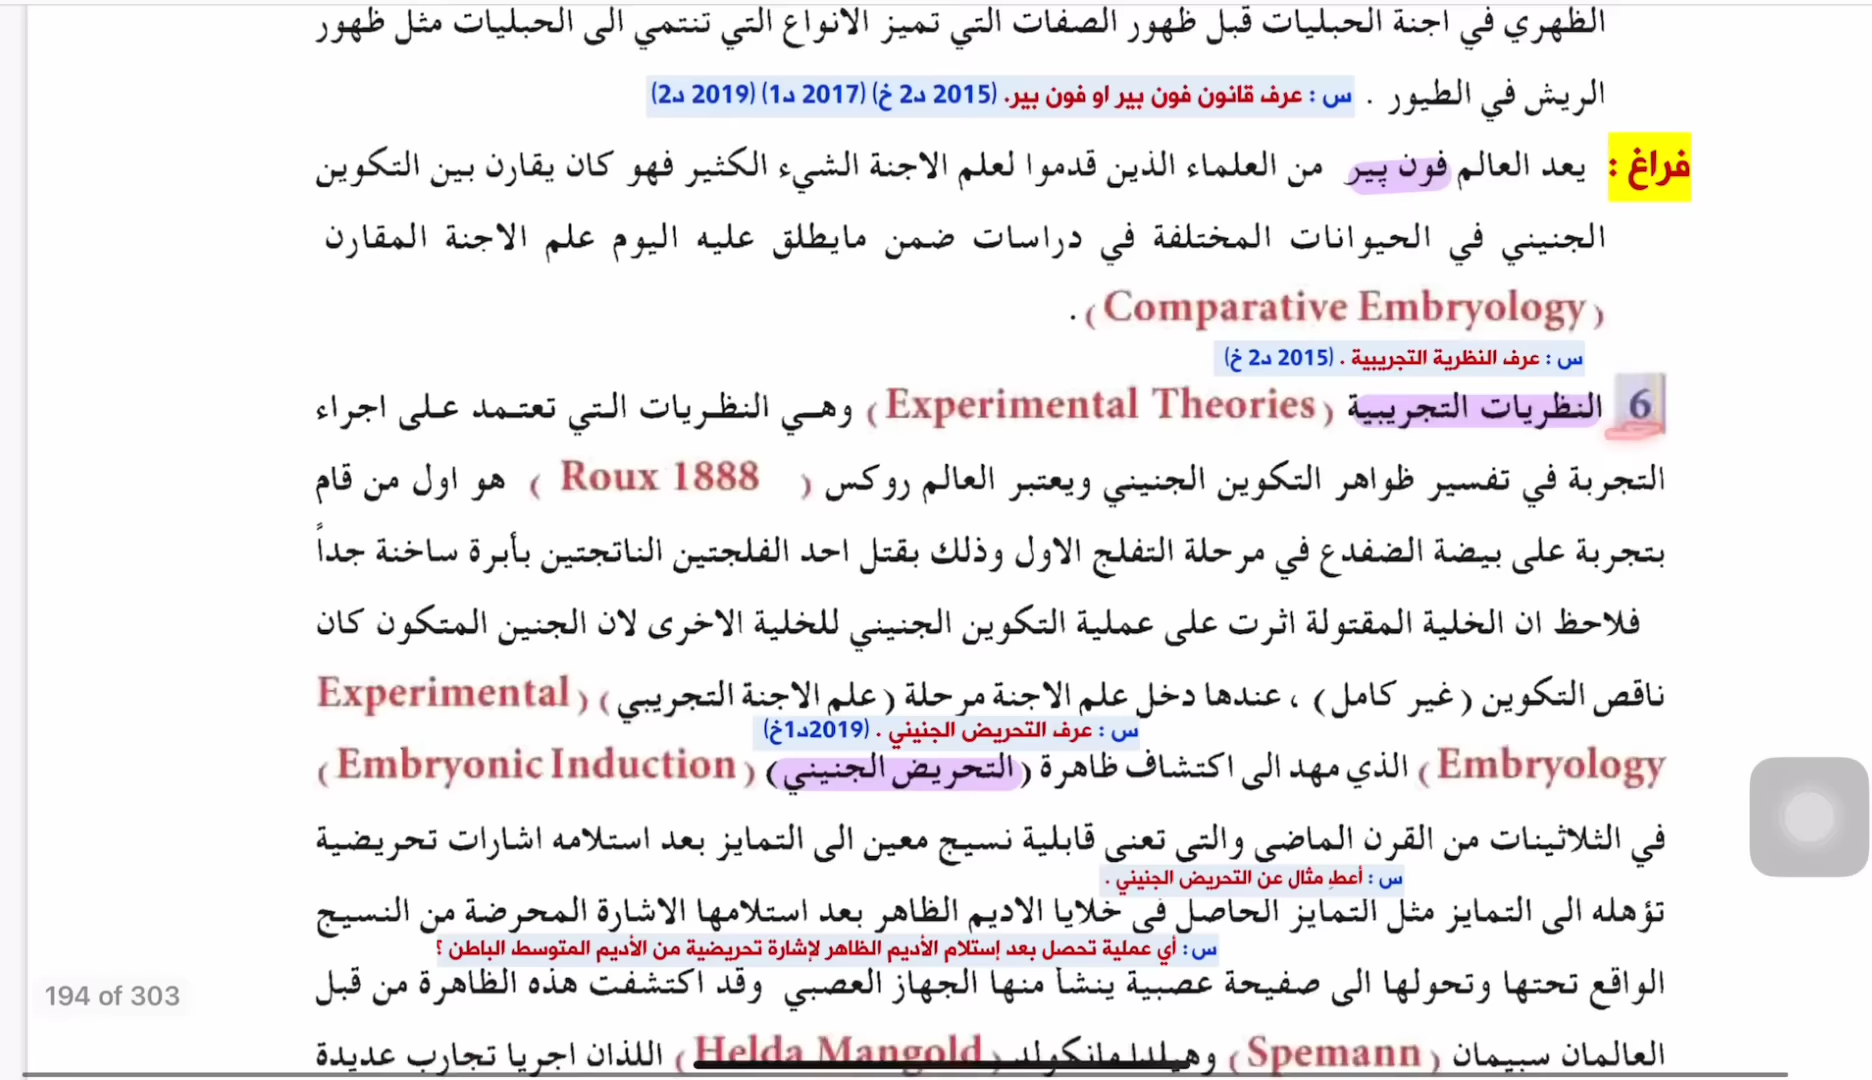 الظهري في اجنة الحبليات قبل ظهور الصفات التي تميز الانواع التي تنتمي الى الحبليات مثل ظهور
الريش في الطيور . س : عرف قانون فون بير او فون بير. (2015 د2 خ) (2017 د1) (2019 د2)
فراغ : يعد العالم فون پير من العلماء الذين قدموا لعلم الاجنة الشيء الكثير فهو كان يقارن بين التكوين
الجنيني في الحيوانات المختلفة في دراسات ضمن مايطلق عليه اليوم علم الاجنة المقارن
(Comparative Embryology) .
س : عرف النظرية التجريبية . (2015 د2 خ)
6 النظريات التجريبية (Experimental Theories) وهي النظريات التي تعتمد على اجراء
التجربة في تفسير ظواهر التكوين الجنيني ويعتبر العالم روكس (Roux 1888) هو اول من قام
بتجربة على بيضة الضفدع في مرحلة التفلج الاول وذلك بقتل احد الفلجتين الناتجتين بأبرة ساخنة جداً
فلاحظ ان الخلية المقتولة اثرت على عملية التكوين الجنيني للخلية الاخرى لان الجنين المتكون كان
ناقص التكوين (غير كامل) ، عندها دخل علم الاجنة مرحلة (علم الاجنة التجريبي) (Experimental
س : عرف التحريض الجنيني . (2019د1خ)
Embryology) الذي مهد الى اكتشاف ظاهرة (التحريض الجنيني) (Embryonic Induction)
في الثلاثينات من القرن الماضي والتي تعني قابلية نسيج معين الى التمايز بعد استلامه اشارات تحريضية
س : أعطِ مثال عن التحريض الجنيني .
تؤهله الى التمايز مثل التمايز الحاصل في خلايا الاديم الظاهر بعد استلامها الاشارة المحرضة من النسيج
س : أي عملية تحصل بعد إستلام الأديم الظاهر لإشارة تحريضية من الأديم المتوسط الباطن ؟
الواقع تحتها وتحولها الى صفيحة عصبية ينشأ منها الجهاز العصبي وقد اكتشفت هذه الظاهرة من قبل
العالمان سبيمان (Spemann) وهيلدا مانكولد (Helda Mangold) اللذان اجريا تجارب عديدة
194 of 303